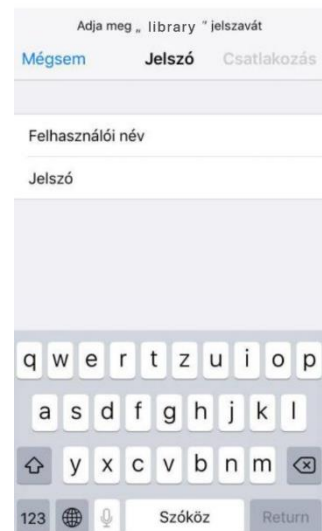 Adja meg „ library ” jelszavát
Mégsem Jelszó Csatlakozás
Felhasználói név
Jelszó
q w e r t z u i o p
a s d f g h j k l
y x c v b n m
123 Szóköz Return